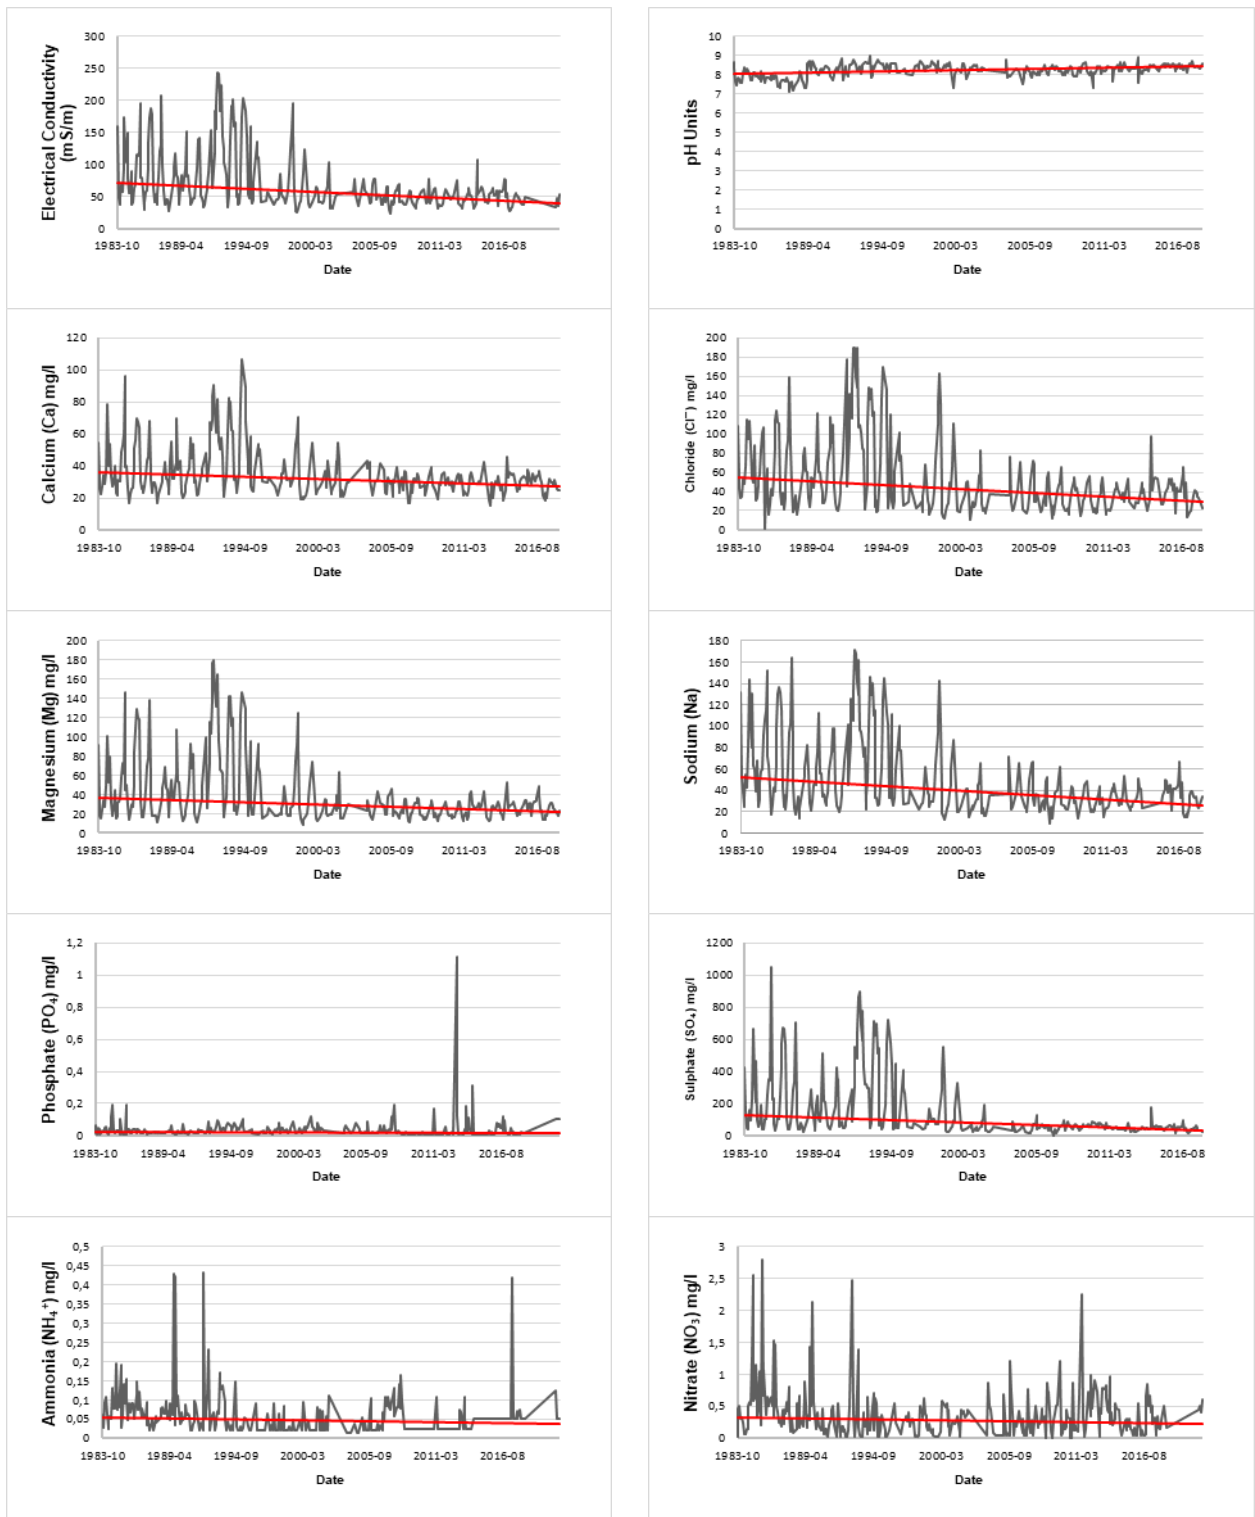 Electrical Conductivity
(mS/m)
300
250
200
150
100
50
0
1983-10 1989-04 1994-09 2000-03 2005-09 2011-03 2016-08
Date
pH Units
10
9
8
7
6
5
4
3
2
1
0
1983-10 1989-04 1994-09 2000-03 2005-09 2011-03 2016-08
Date
Calcium (Ca) mg/l
120
100
80
60
40
20
0
1983-10 1989-04 1994-09 2000-03 2005-09 2011-03 2016-08
Date
Chloride (Cl⁻) mg/l
200
180
160
140
120
100
80
60
40
20
0
1983-10 1989-04 1994-09 2000-03 2005-09 2011-03 2016-08
Date
Magnesium (Mg) mg/l
200
180
160
140
120
100
80
60
40
20
0
1983-10 1989-04 1994-09 2000-03 2005-09 2011-03 2016-08
Date
Sodium (Na)
180
160
140
120
100
80
60
40
20
0
1983-10 1989-04 1994-09 2000-03 2005-09 2011-03 2016-08
Date
Phosphate (PO₄) mg/l
1,2
1
0,8
0,6
0,4
0,2
0
1983-10 1989-04 1994-09 2000-03 2005-09 2011-03 2016-08
Date
Sulphate (SO₄) mg/l
1200
1000
800
600
400
200
0
1983-10 1989-04 1994-09 2000-03 2005-09 2011-03 2016-08
Date
Ammonia (NH₄⁺) mg/l
0,5
0,45
0,4
0,35
0,3
0,25
0,2
0,15
0,1
0,05
0
1983-10 1989-04 1994-09 2000-03 2005-09 2011-03 2016-08
Date
Nitrate (NO₃) mg/l
3
2,5
2
1,5
1
0,5
0
1983-10 1989-04 1994-09 2000-03 2005-09 2011-03 2016-08
Date